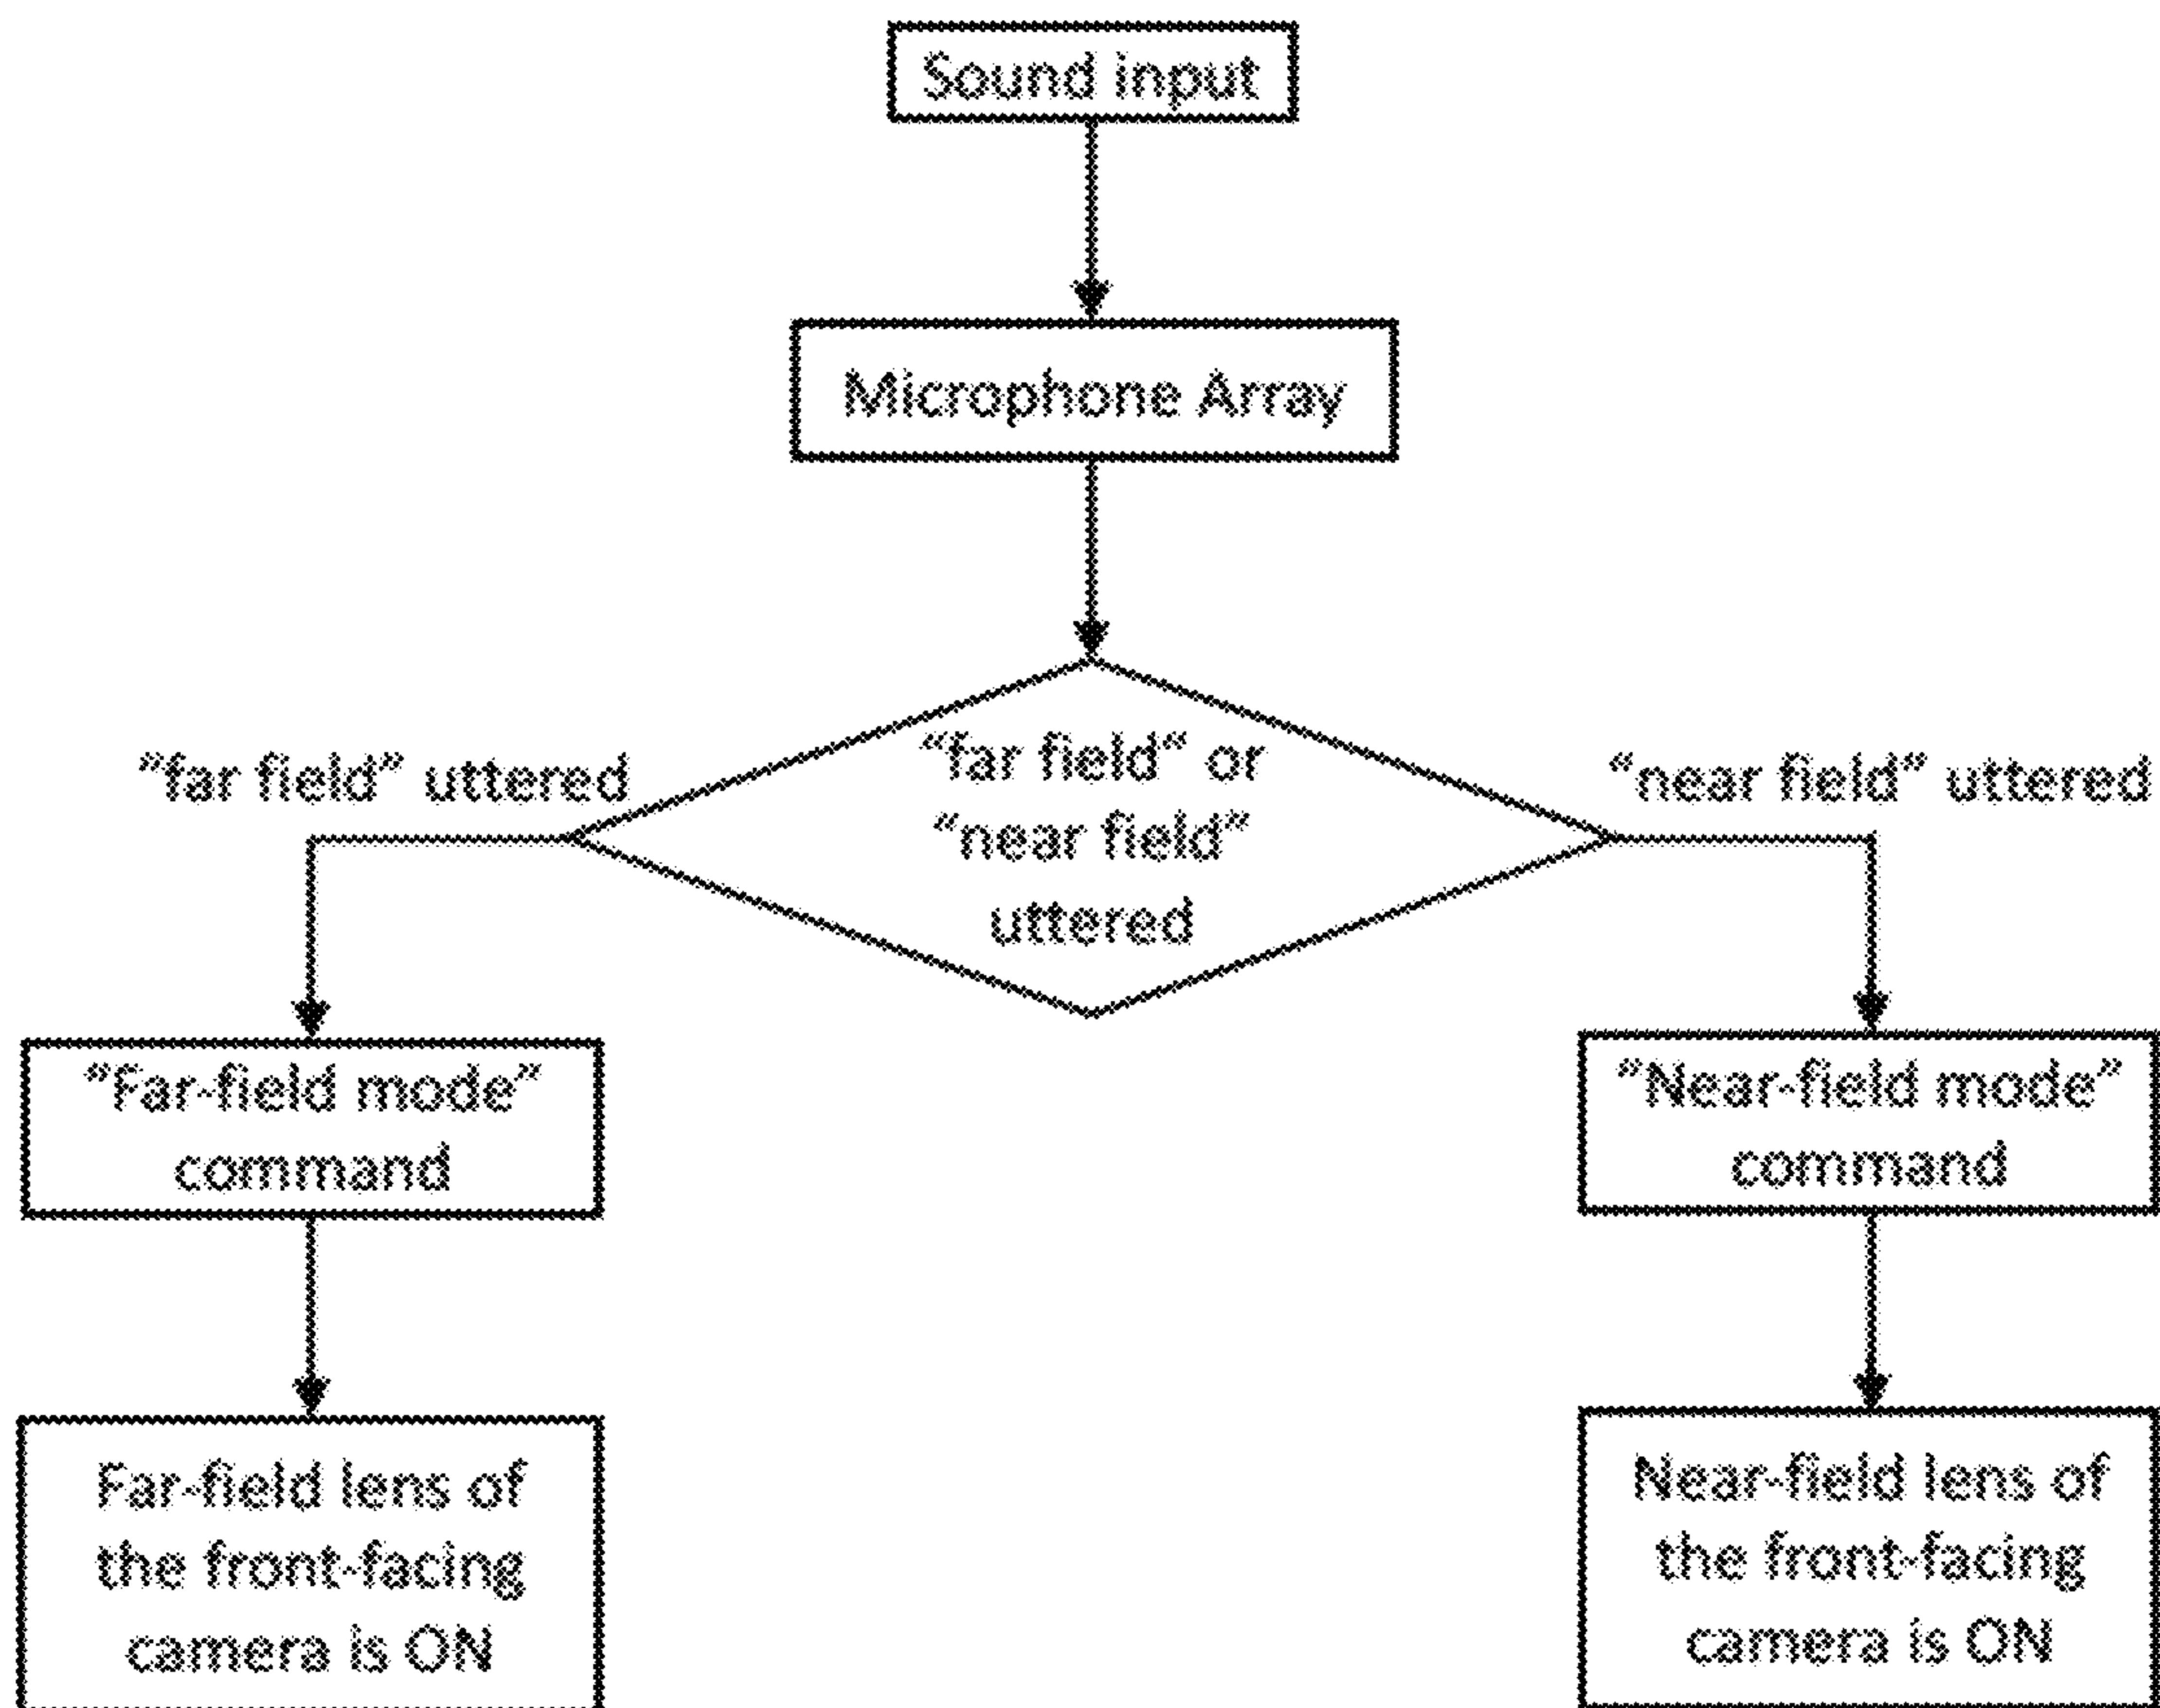 Sound input
Microphone Array
"far field" uttered
"far field" or
"near field"
uttered
"near field" uttered
"Far-field mode"
command
"Near-field mode"
command
Far-field lens of
the front-facing
camera is ON
Near-field lens of
the front-facing
camera is ON